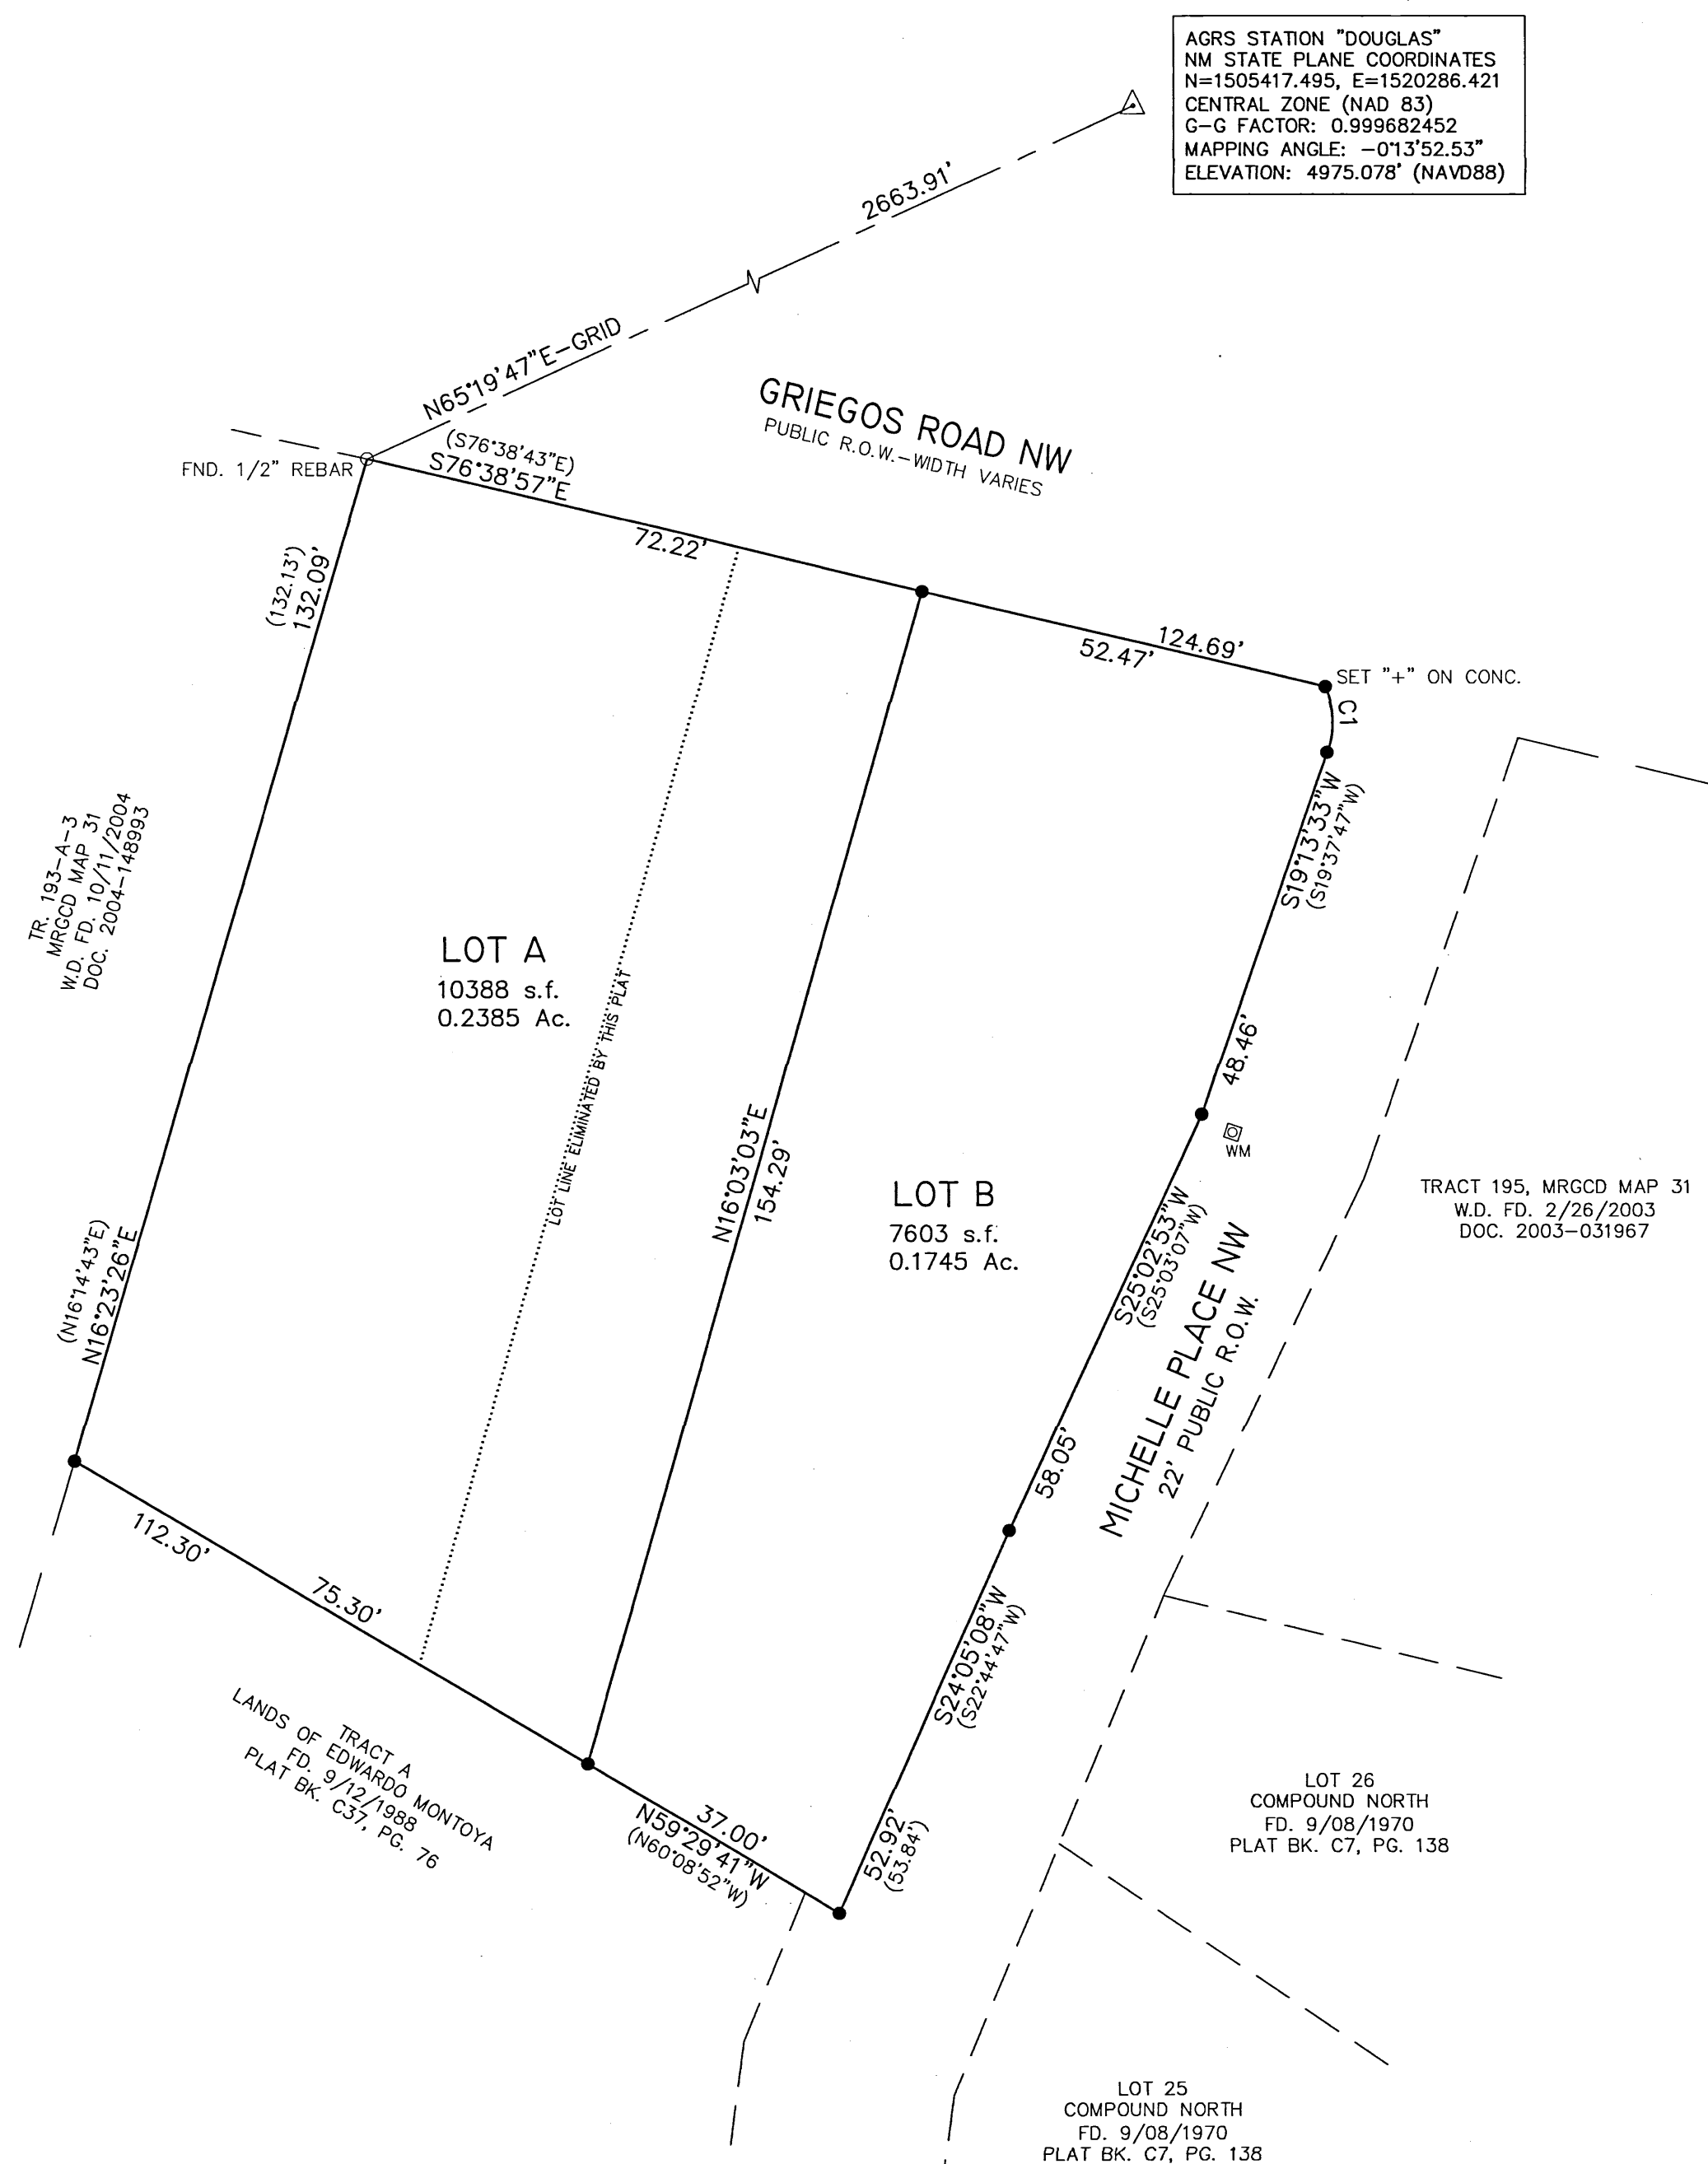 AGRS STATION "DOUGLAS"
NM STATE PLANE COORDINATES
N=1505417.495, E=1520286.421
CENTRAL ZONE (NAD 83)
G-G FACTOR: 0.999682452
MAPPING ANGLE: -0°13'52.53"
ELEVATION: 4975.078' (NAVD88)
2663.91'
N65°19'47"E-GRID
GRIEGOS ROAD NW
PUBLIC R.O.W.-WIDTH VARIES
FND. 1/2" REBAR
(S76°38'43"E)
S76°38'57"E
72.22'
124.69'
52.47'
SET "+" ON CONC.
C1
(132.13')
132.09'
S19°13'33"W
(S19°37'47"W)
TR. 193-A-3
MRGCD MAP 31
W.D. FD. 10/11/2004
DOC. 2004-148993
LOT A
10388 s.f.
0.2385 Ac.
LOT LINE ELIMINATED BY THIS PLAT
48.46'
WM
N16°03'03"E
154.29'
LOT B
7603 s.f.
0.1745 Ac.
S25°02'53"W
(S25°03'07"W)
TRACT 195, MRGCD MAP 31
W.D. FD. 2/26/2003
DOC. 2003-031967
(N16°14'43"E)
N16°23'26"E
MICHELLE PLACE NW
22' PUBLIC R.O.W.
58.05'
112.30'
75.30'
S24°05'08"W
(S22°44'47"W)
TRACT A
LANDS OF EDWARDO MONTOYA
FD. 9/12/1988
PLAT BK. C37, PG. 76
37.00'
N59°29'41"W
(N60°08'52"W)
52.92'
(53.84')
LOT 26
COMPOUND NORTH
FD. 9/08/1970
PLAT BK. C7, PG. 138
LOT 25
COMPOUND NORTH
FD. 9/08/1970
PLAT BK. C7, PG. 138